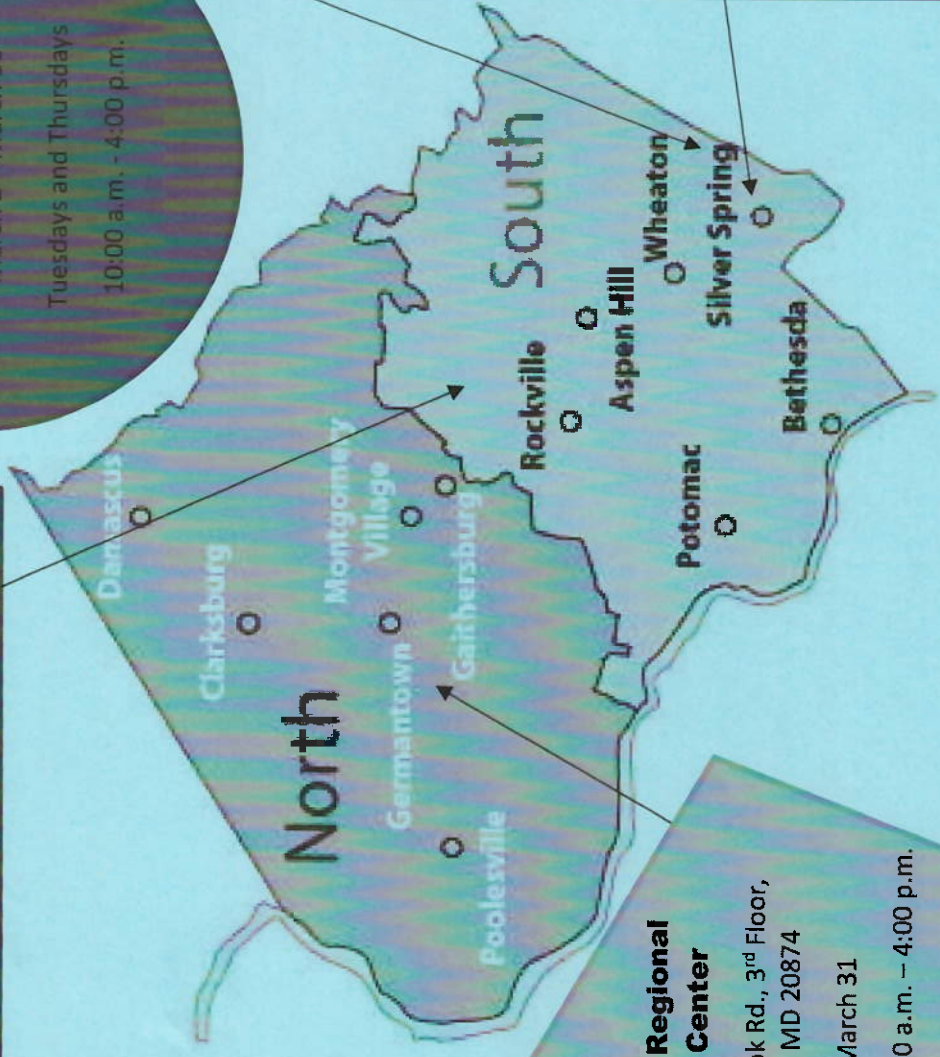 Tuesdays and Thursdays
10:00 a.m. - 4:00 p.m.
Damascus
Clarksburg
North
Montgomery
Village
Germantown
Gaithersburg
Poolesville
South
Rockville
Aspen Hill
Wheaton
Potomac
Silver Spring
Bethesda
Regional
Center
Rd., 3rd Floor,
MD 20874
March 31
0 a.m. – 4:00 p.m.